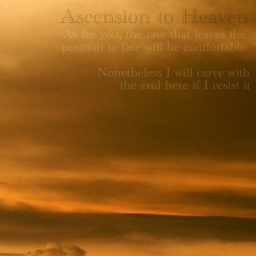 Ascension to Heaven
As for you, the one that leaves the
position to fate will be comfortable
Nonetheless I will carve with
the end here if I resist it